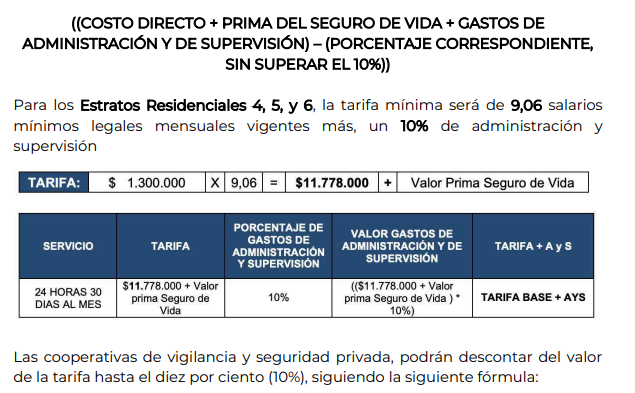 ((COSTO DIRECTO + PRIMA DEL SEGURO DE VIDA + GASTOS DE
ADMINISTRACIÓN Y DE SUPERVISIÓN) – (PORCENTAJE CORRESPONDIENTE,
SIN SUPERAR EL 10%))
Para los Estratos Residenciales 4, 5, y 6, la tarifa mínima será de 9,06 salarios
mínimos legales mensuales vigentes más, un 10% de administración y
supervisión
TARIFA: $ 1.300.000 X 9,06 = $11.778.000 + Valor Prima Seguro de Vida
SERVICIO
TARIFA
PORCENTAJE DE
GASTOS DE
ADMINISTRACIÓN
Y SUPERVISIÓN
VALOR GASTOS DE
ADMINISTRACIÓN Y DE
SUPERVISIÓN
TARIFA + A y S
24 HORAS 30
DIAS AL MES
$11.778.000 + Valor
prima Seguro de
Vida
10%
(($11.778.000 + Valor
prima Seguro de Vida ) *
10%)
TARIFA BASE + AYS
Las cooperativas de vigilancia y seguridad privada, podrán descontar del valor
de la tarifa hasta el diez por ciento (10%), siguiendo la siguiente fórmula: